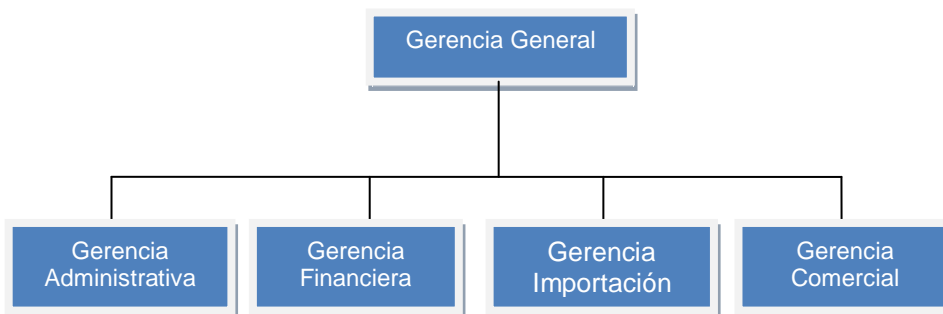 Gerencia General
Gerencia
Administrativa
Gerencia
Financiera
Gerencia
Importación
Gerencia
Comercial